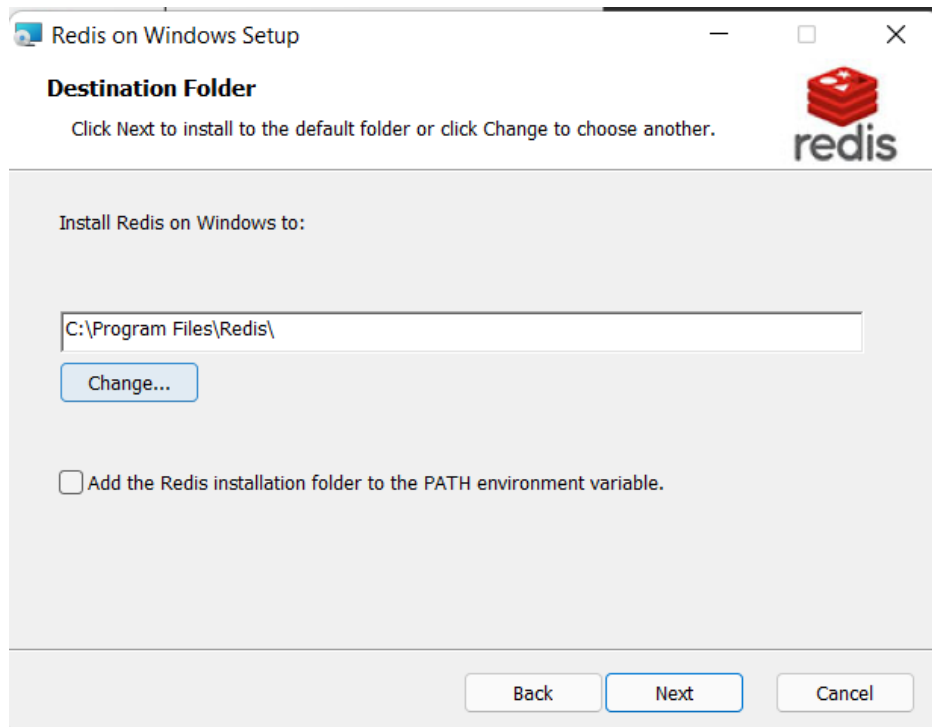 Redis on Windows Setup
Destination Folder
Click Next to install to the default folder or click Change to choose another.
redis
Install Redis on Windows to:
C:\Program Files\Redis\
Change...
Add the Redis installation folder to the PATH environment variable.
Back
Next
Cancel